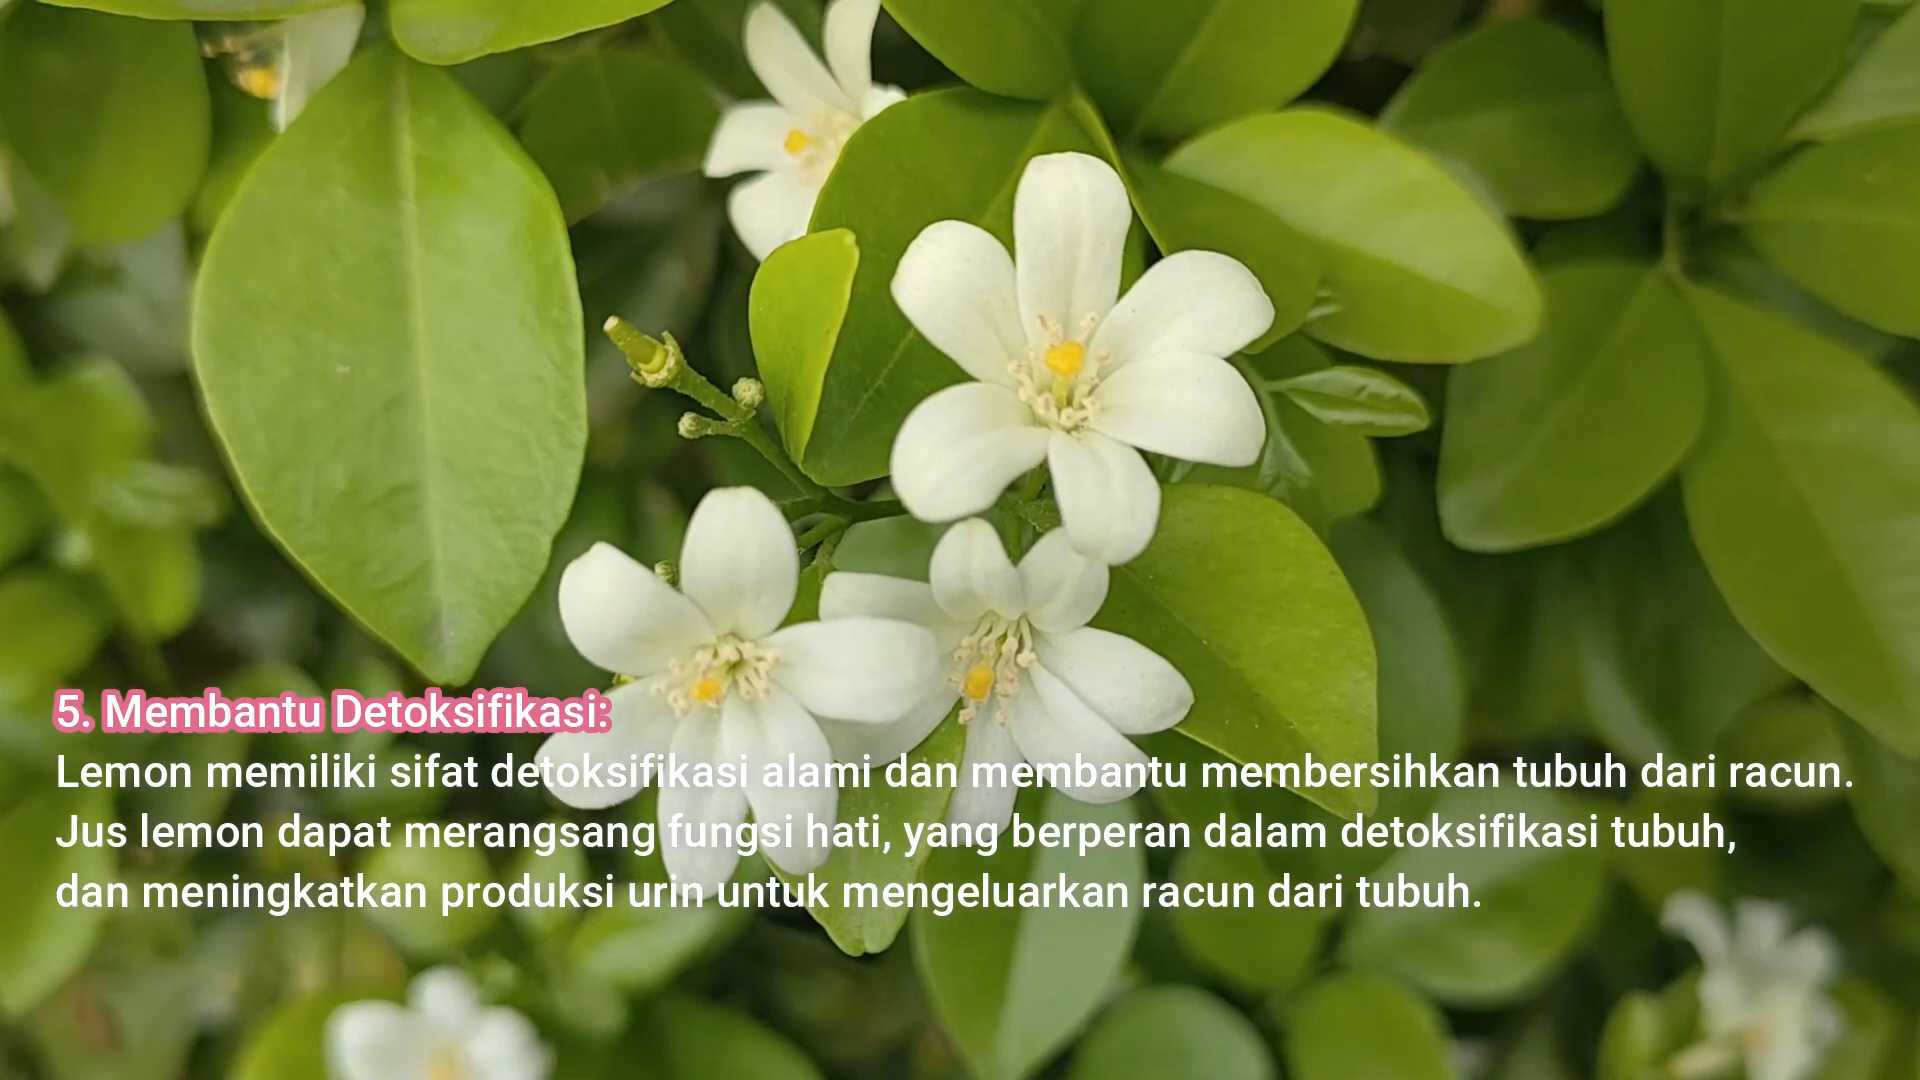 5. Membantu Detoksifikasi:
Lemon memiliki sifat detoksifikasi alami dan membantu membersihkan tubuh dari racun.
Jus lemon dapat merangsang fungsi hati, yang berperan dalam detoksifikasi tubuh,
dan meningkatkan produksi urin untuk mengeluarkan racun dari tubuh.